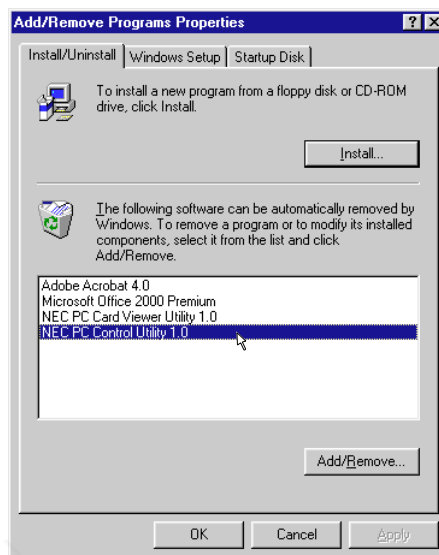 Add/Remove Programs Properties
Install/Uninstall Windows Setup Startup Disk
To install a new program from a floppy disk or CD-ROM
drive, click Install.
Install...
The following software can be automatically removed by
Windows. To remove a program or to modify its installed
components, select it from the list and click
Add/Remove.
Adobe Acrobat 4.0
Microsoft Office 2000 Premium
NEC PC Card Viewer Utility 1.0
NEC PC Control Utility 1.0
Add/Remove...
OK Cancel Apply